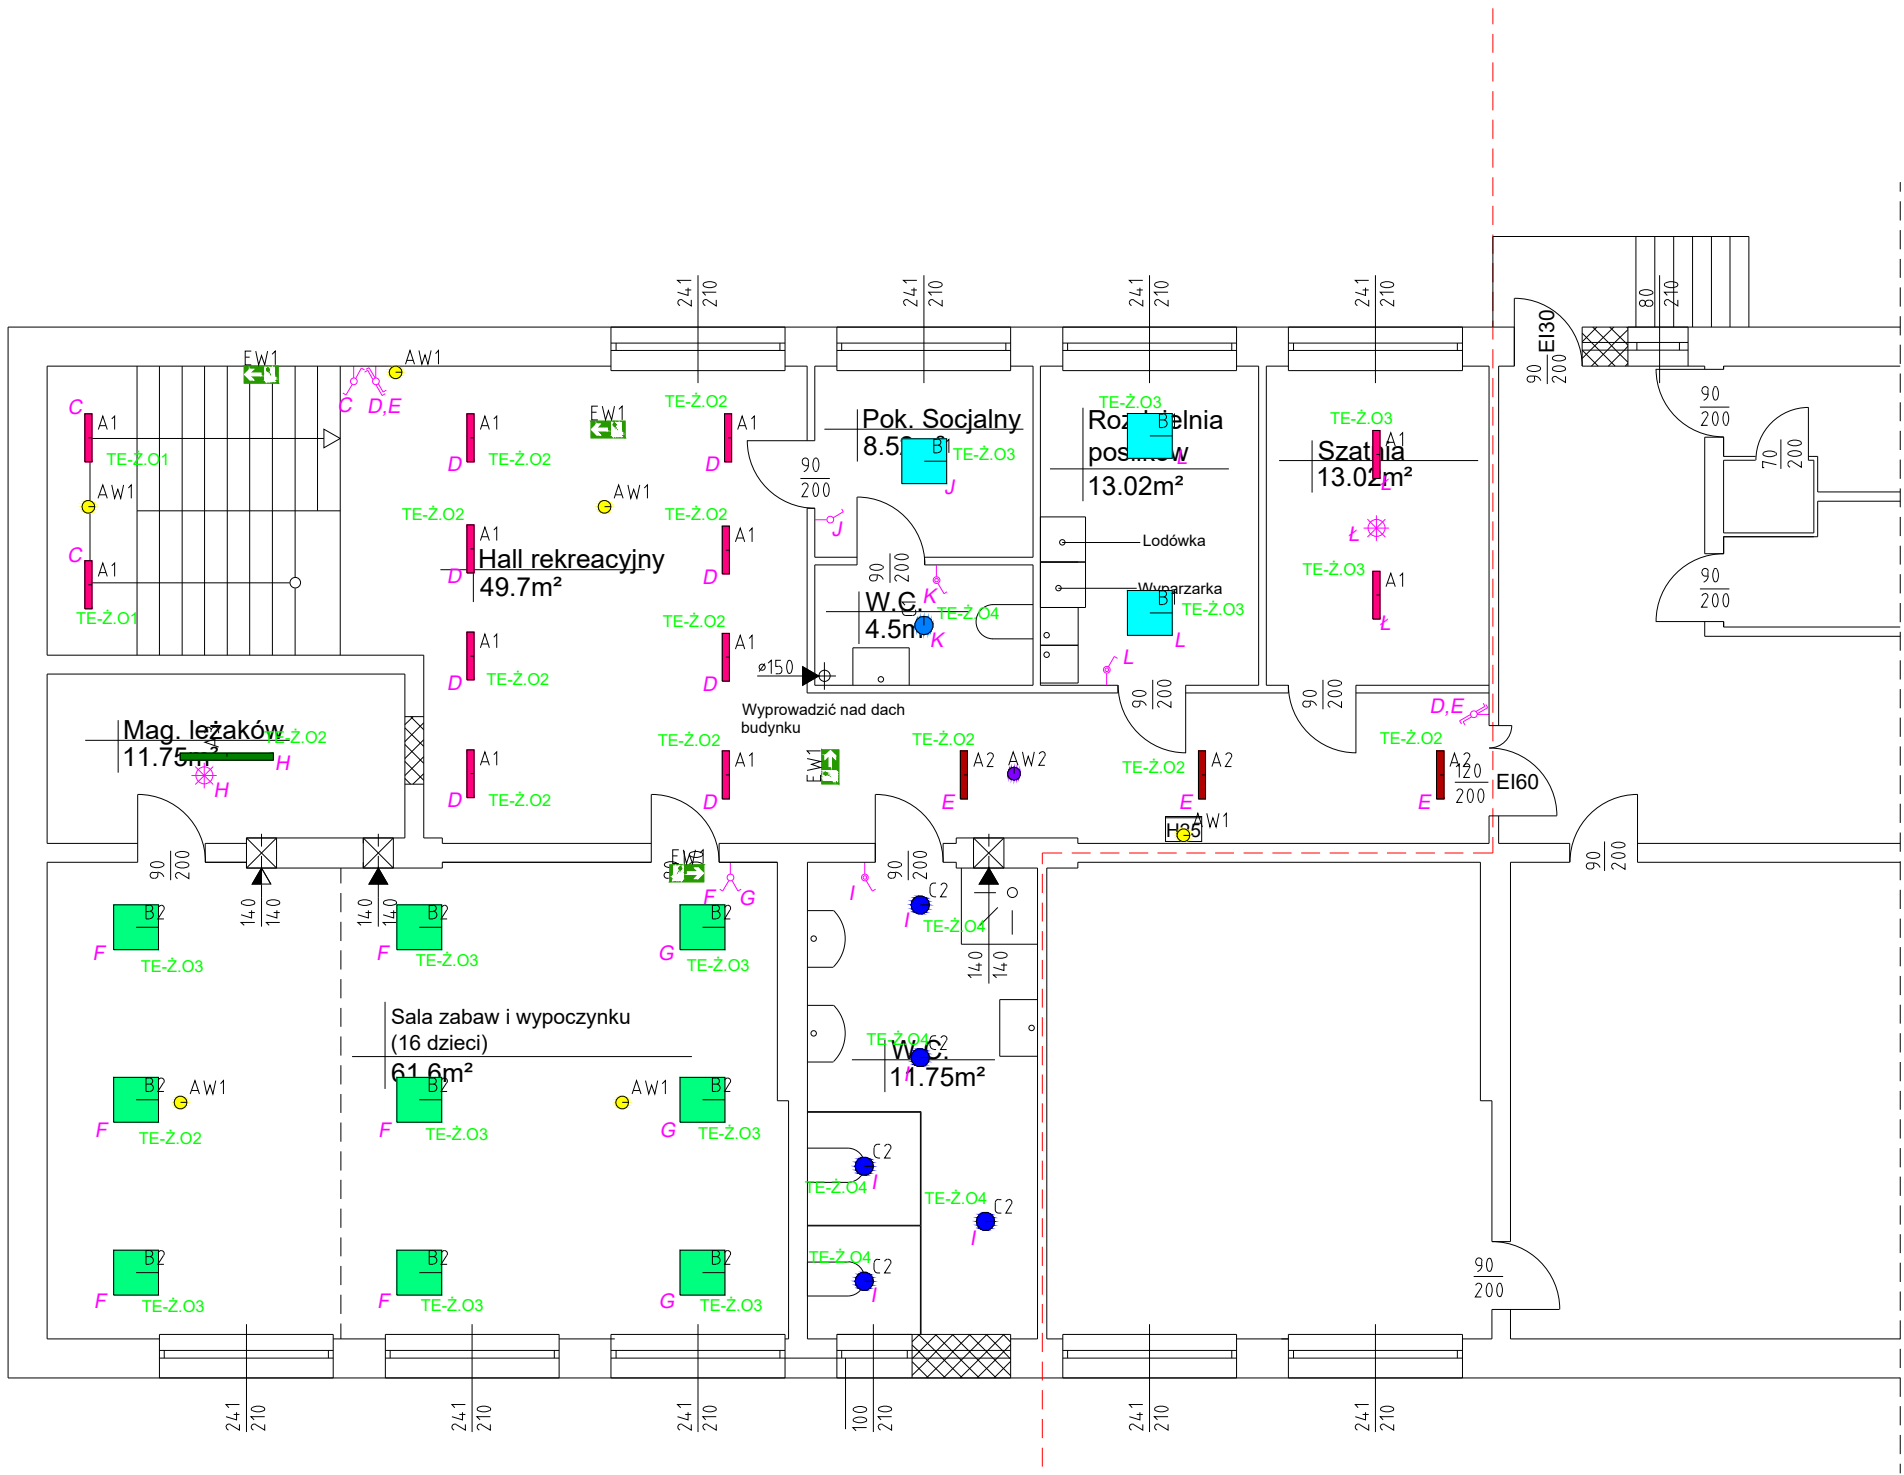 241
210
241
210
241
210
241
210
80
210
EI30
90
200
EW1
AW1
C
D,E
C
A1
TE-Ż.O1
AW1
C
A1
TE-Ż.O1
A1
D
TE-Ż.O2
EW1
AW1
TE-Ż.O2
A1
D
TE-Ż.O2
A1
D
Hall rekreacyjny
49.7m²
TE-Ż.O2
A1
D
A1
D
TE-Ż.O2
TE-Ż.O2
A1
D
A1
D
TE-Ż.O2
TE-Ż.O2
A1
D
90
200
Pok. Socjalny
TE-Ż.O3
J
J
90
200
K
W.C.
TE-Ż.O4
K
ø150
Wyprowadzić nad dach
budynku
TE-Ż.O3
L
13.02m²
Lodówka
Wyparzarka
TE-Ż.O3
L
L
90
200
TE-Ż.O3
A1
Szatnia
13.02m²
Ł
Ł
TE-Ż.O3
A1
Ł
90
200
90
200
70
200
90
200
D,E
Mag. leżaków
11.75m²
TE-Ż.O2
H
H
90
200
140
140
140
140
EW1
TE-Ż.O2
A2
E
AW2
TE-Ż.O2
A2
E
AW1
TE-Ż.O2
A2
E
120
200
EI60
90
200
EW1
F
G
I
90
200
B2
F
TE-Ż.O3
B2
F
TE-Ż.O3
B2
G
TE-Ż.O3
C2
I
TE-Ż.O4
140
140
Sala zabaw i wypoczynku
(16 dzieci)
61.6m²
B2
AW1
F
TE-Ż.O2
B2
F
TE-Ż.O3
AW1
B2
G
TE-Ż.O3
TE-Ż.O4
C2
W.C.
I
11.75m²
C2
TE-Ż.O4
I
TE-Ż.O4
C2
I
TE-Ż.O4
C2
I
B2
F
TE-Ż.O3
B2
F
TE-Ż.O3
B2
G
TE-Ż.O3
90
200
241
210
241
210
241
210
100
210
241
210
241
210